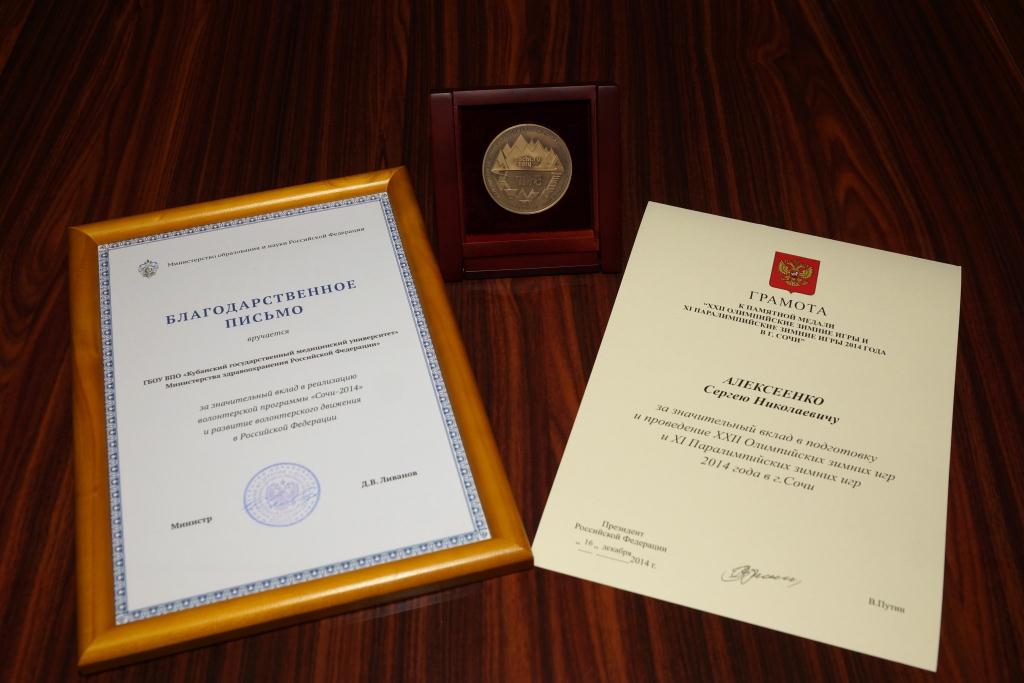 Министерство образования и науки Российской Федерации
БЛАГОДАРСТВЕННОЕ
ПИСЬМО
вручается
ГБОУ ВПО «Кубанский государственный медицинский университет»
Министерства здравоохранения Российской Федерации»
за значительный вклад в реализацию
волонтерской программы «Сочи-2014»
и развитие волонтерского движения
в Российской Федерации
Министр
Д.В. Ливанов
sochi
2014
ГРАМОТА
К ПАМЯТНОЙ МЕДАЛИ
"XXII ОЛИМПИЙСКИЕ ЗИМНИЕ ИГРЫ И
XI ПАРАЛИМПИЙСКИЕ ЗИМНИЕ ИГРЫ 2014 ГОДА
В Г. СОЧИ"
АЛЕКСЕЕНКО
Сергею Николаевичу
за значительный вклад в подготовку
и проведение XXII Олимпийских зимних игр
и XI Паралимпийских зимних игр
2014 года в г.Сочи
Президент
Российской Федерации
" 16 " декабря 2014 г.
В.Путин